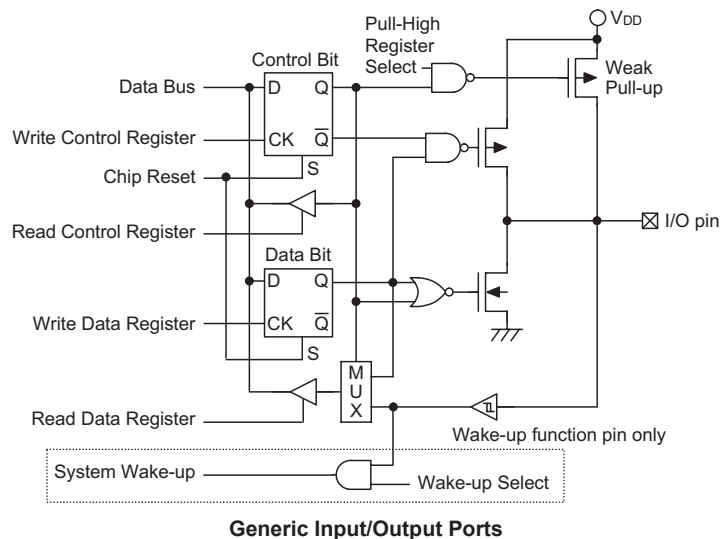 V_DD
Pull-High
Register
Select
Control Bit
Weak
Pull-up
Data Bus
D
Q
Write Control Register
CK
Q̅
Chip Reset
S
I/O pin
Read Control Register
Data Bit
D
Q
Write Data Register
CK
Q̅
S
M
U
X
Read Data Register
Wake-up function pin only
System Wake-up
Wake-up Select
Generic Input/Output Ports